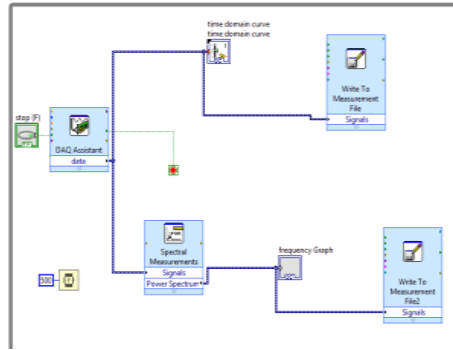 time domain curve
time domain curve
Write To
Measurement
File
Signals
stop (F)
DAQ Assistant
data
Spectral
Measurements
Signals
Power Spectrum
frequency Graph
Write To
Measurement
File2
Signals
500